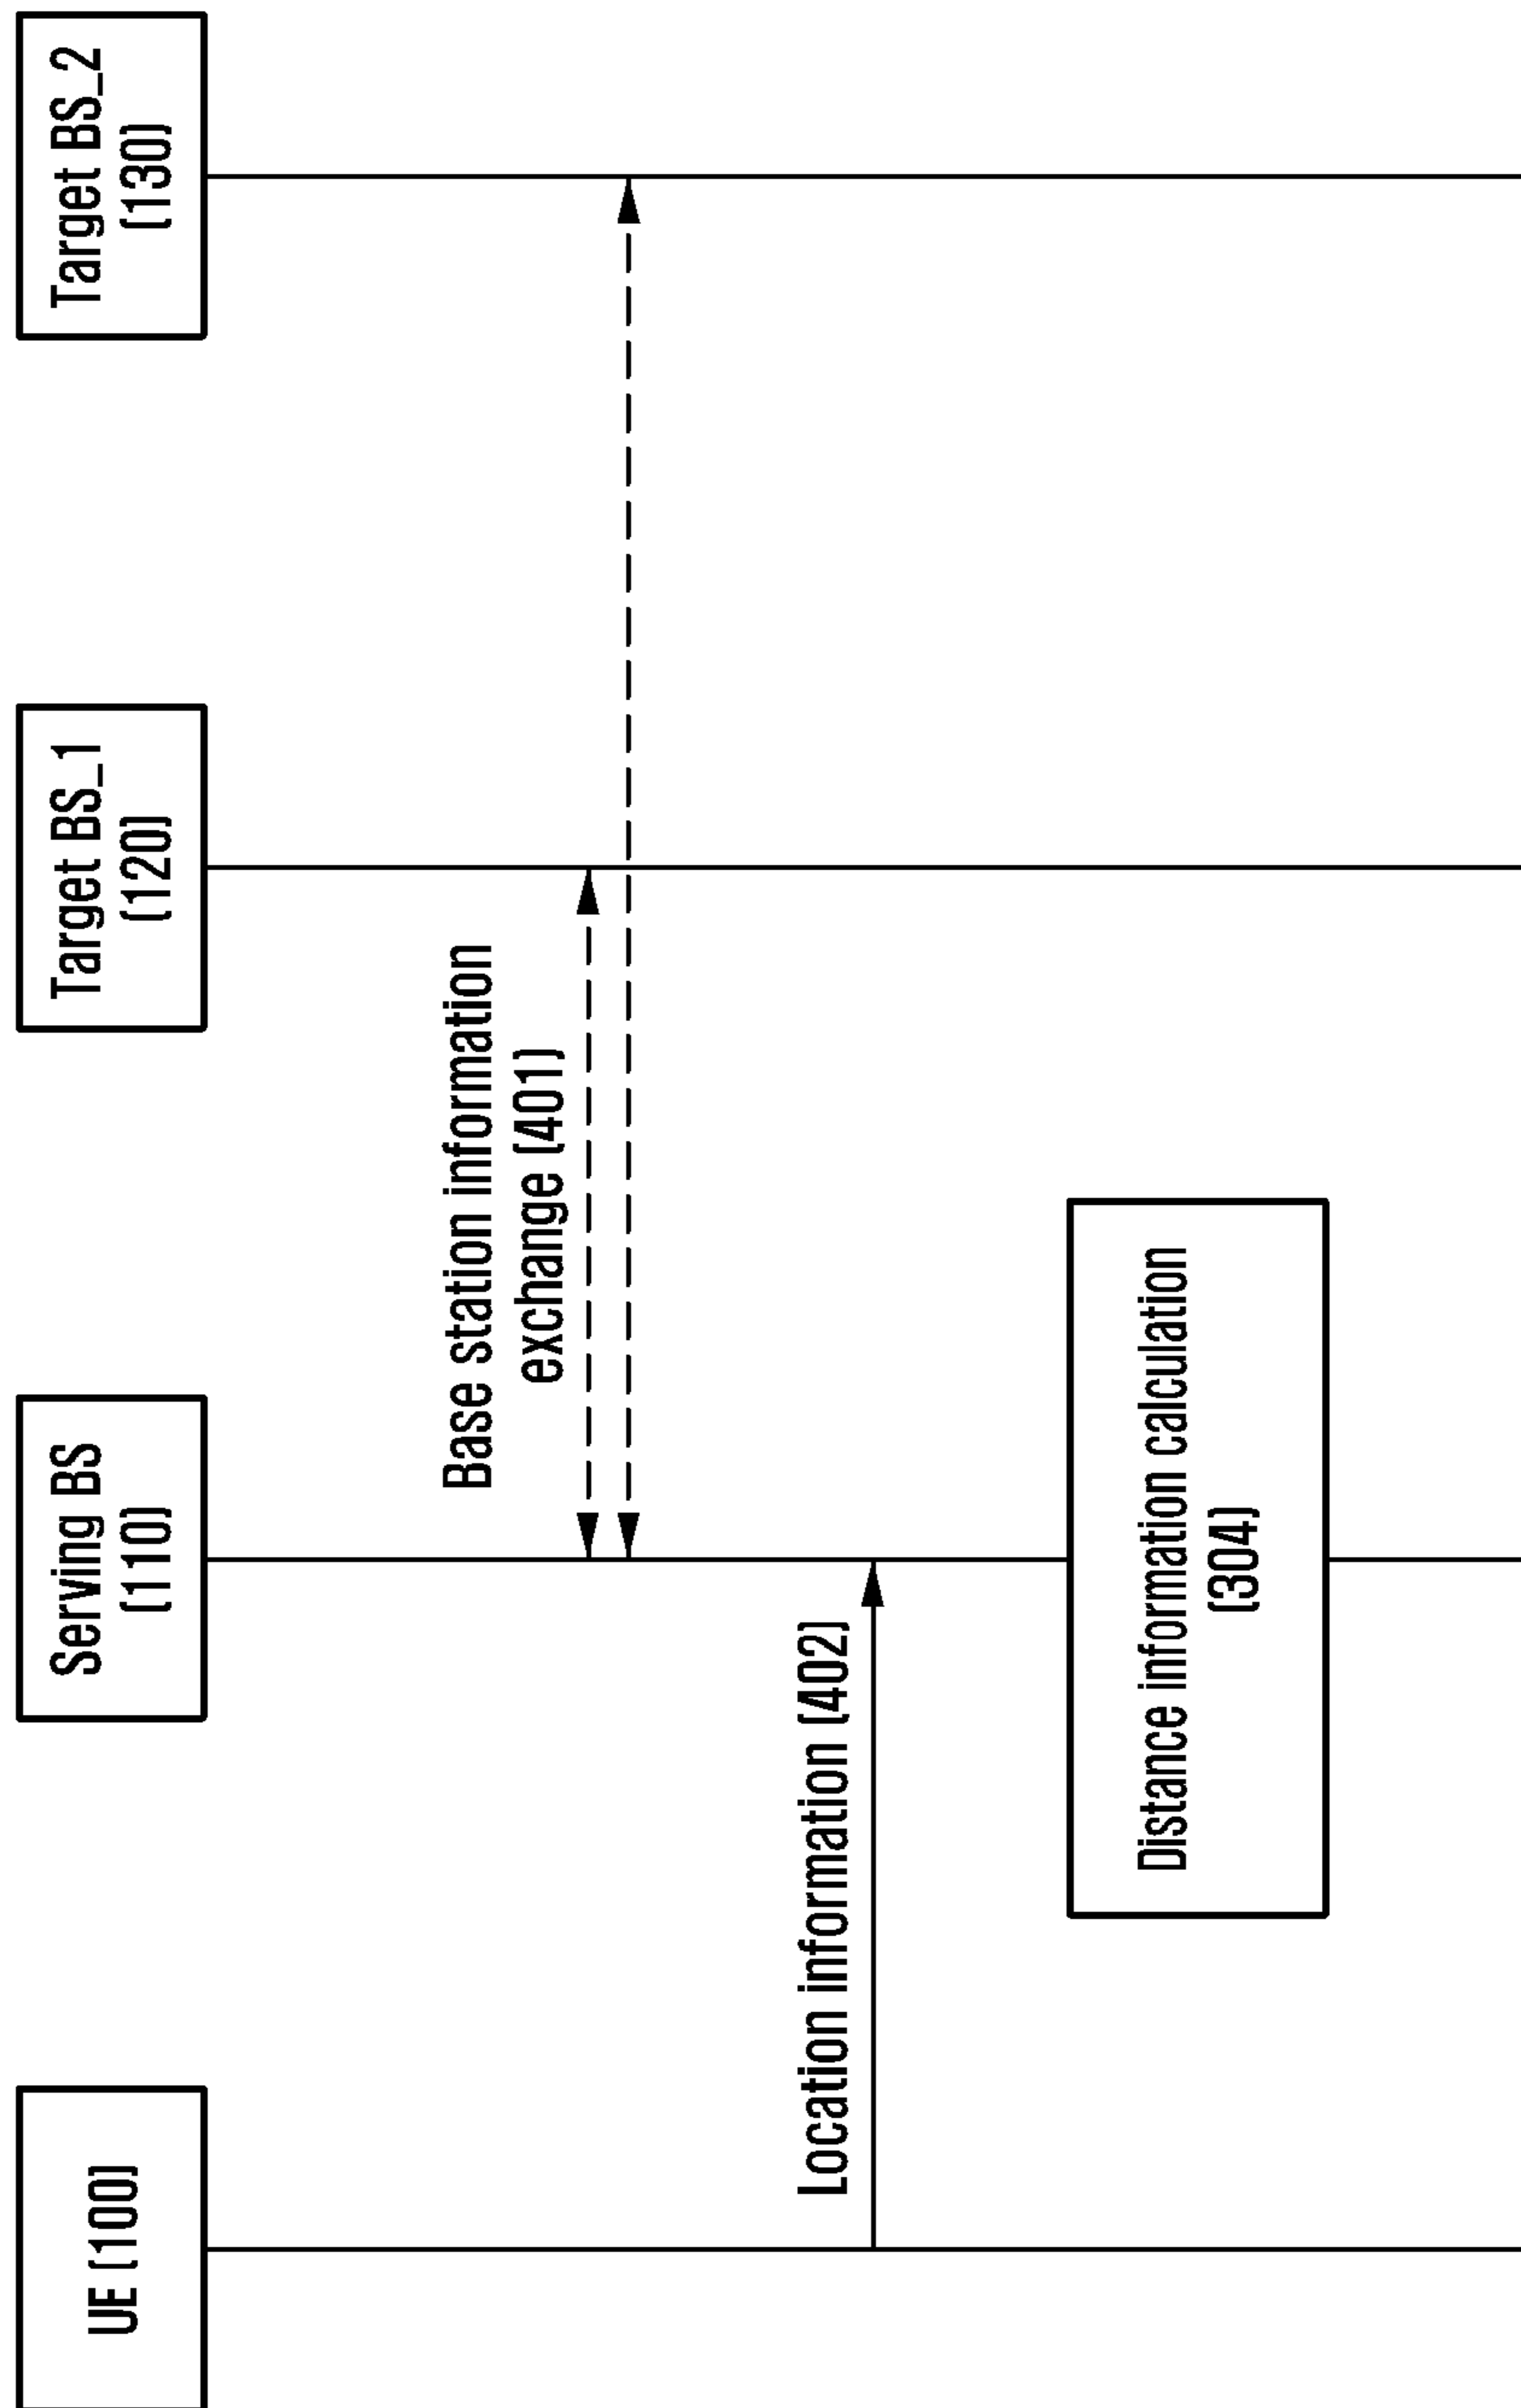 UE (100)
Serving BS
(110)
Target BS_1
(120)
Target BS_2
(130)
Base station information
exchange (401)
Location information (402)
Distance information calculation
(304)